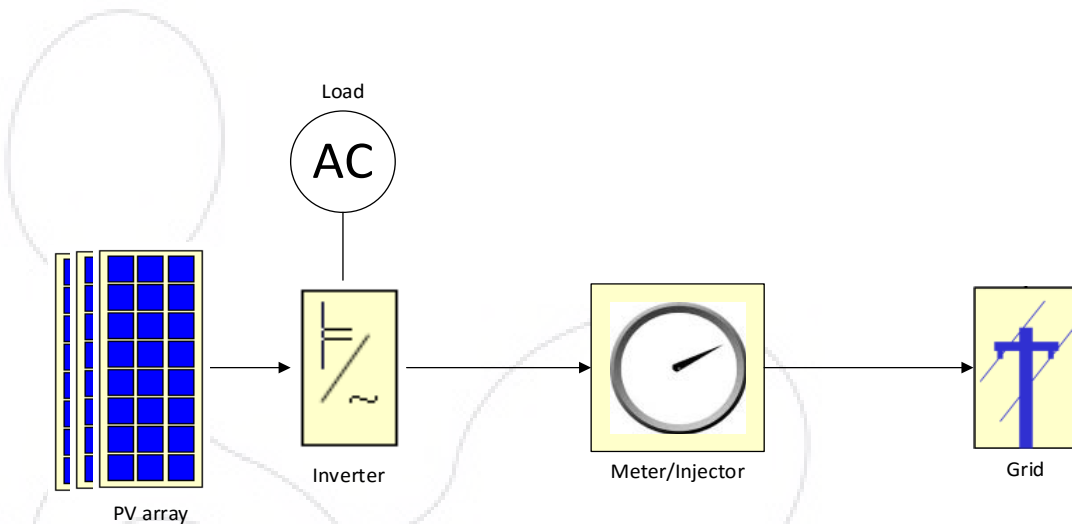 Load
AC
Inverter
Meter/Injector
Grid
PV array